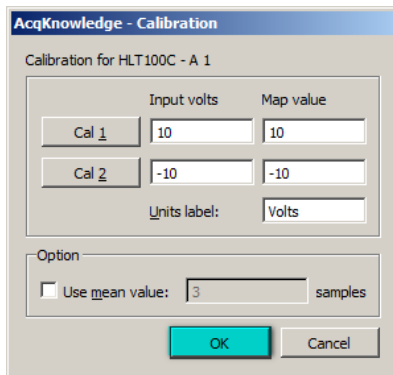 AcqKnowledge - Calibration
Calibration for HLT100C - A 1
Input volts Map value
Cal 1 10 10
Cal 2 -10 -10
Units label: Volts
Option
Use mean value: 3 samples
OK Cancel